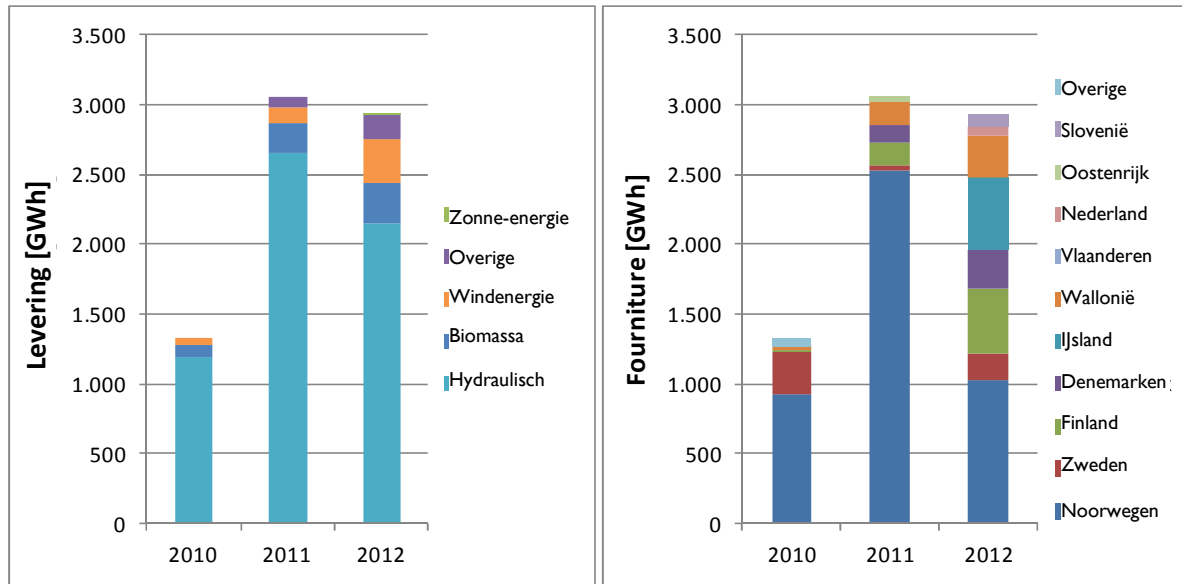 3.500
3.000
2.500
2.000
1.500
1.000
500
0
Levering [GWh]
2010
2011
2012
Zonne-energie
Overige
Windenergie
Biomassa
Hydraulisch
3.500
3.000
2.500
2.000
1.500
1.000
500
0
Fourniture [GWh]
2010
2011
2012
Overige
Slovenië
Oostenrijk
Nederland
Vlaanderen
Wallonië
IJsland
Denemarken
Finland
Zweden
Noorwegen